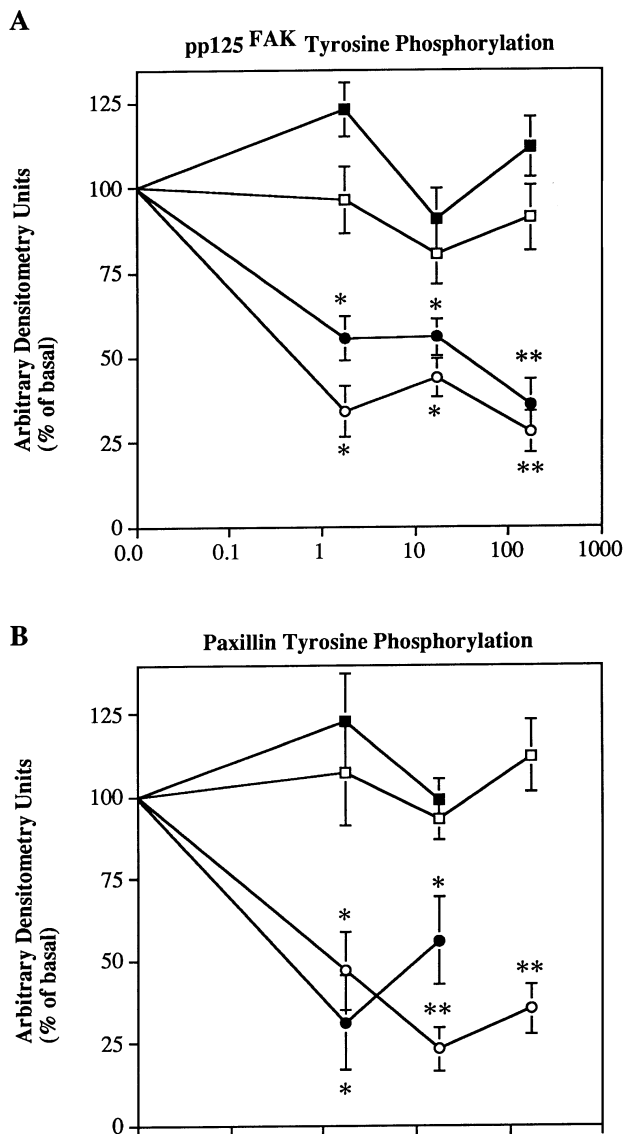 A
pp125 FAK Tyrosine Phosphorylation
Arbitrary Densitometry Units
(% of basal)
125
100
75
50
25
0
*
*
**
*
*
**
0.0 0.1 1 10 100 1000
B
Paxillin Tyrosine Phosphorylation
Arbitrary Densitometry Units
(% of basal)
125
100
75
50
25
0
*
*
**
**
*